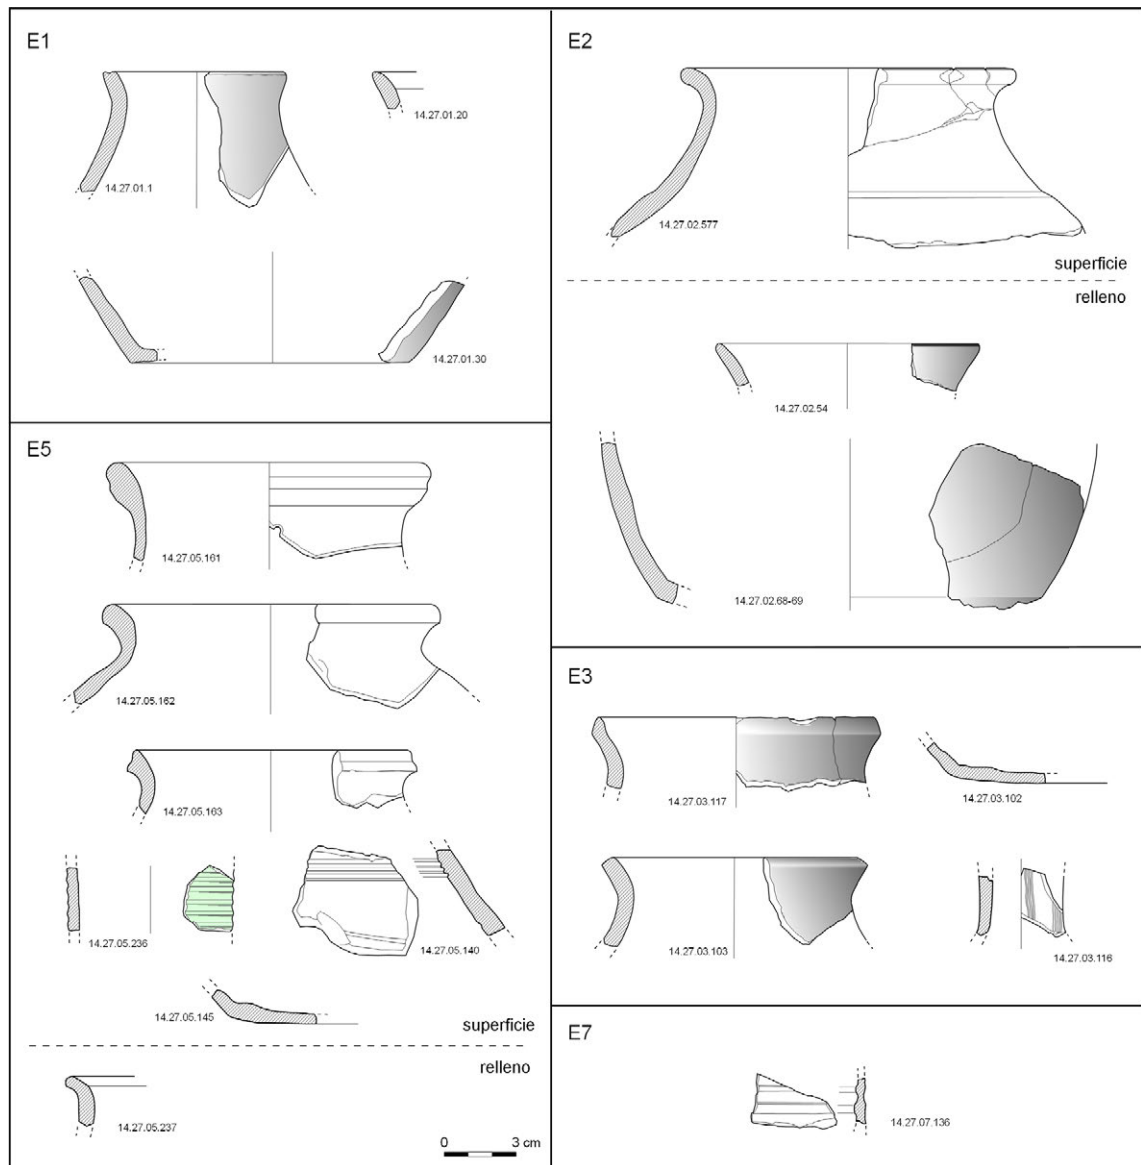 E1
14.27.01.1
14.27.01.20
14.27.01.30
E2
14.27.02.577
superficie
relleno
14.27.02.54
14.27.02.68-69
E5
14.27.05.161
14.27.05.162
14.27.05.163
14.27.05.236
14.27.05.140
14.27.05.145
superficie
relleno
14.27.05.237
0 3 cm
E3
14.27.03.117
14.27.03.102
14.27.03.103
14.27.03.116
E7
14.27.07.136